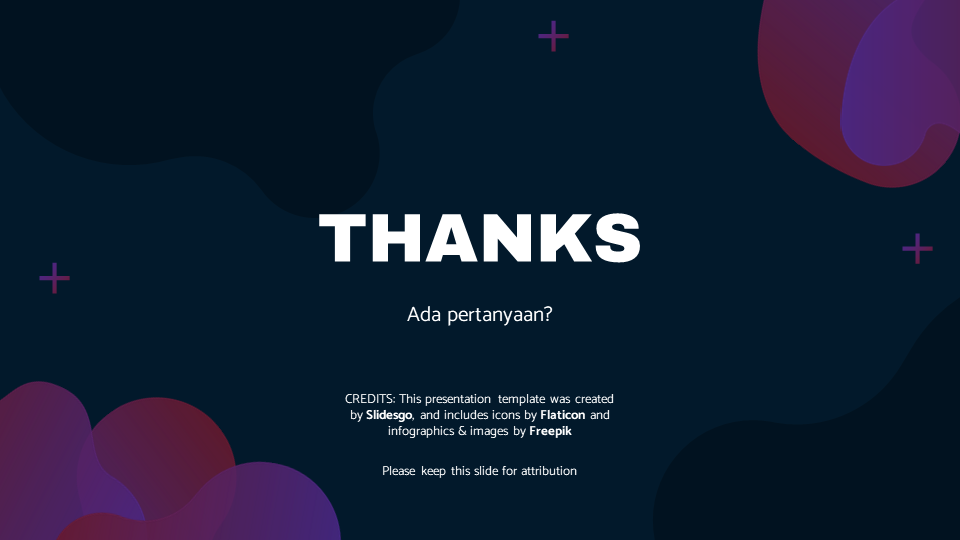 THANKS
Ada pertanyaan?
CREDITS: This presentation template was created
by Slidesgo, and includes icons by Flaticon and
infographics & images by Freepik
Please keep this slide for attribution